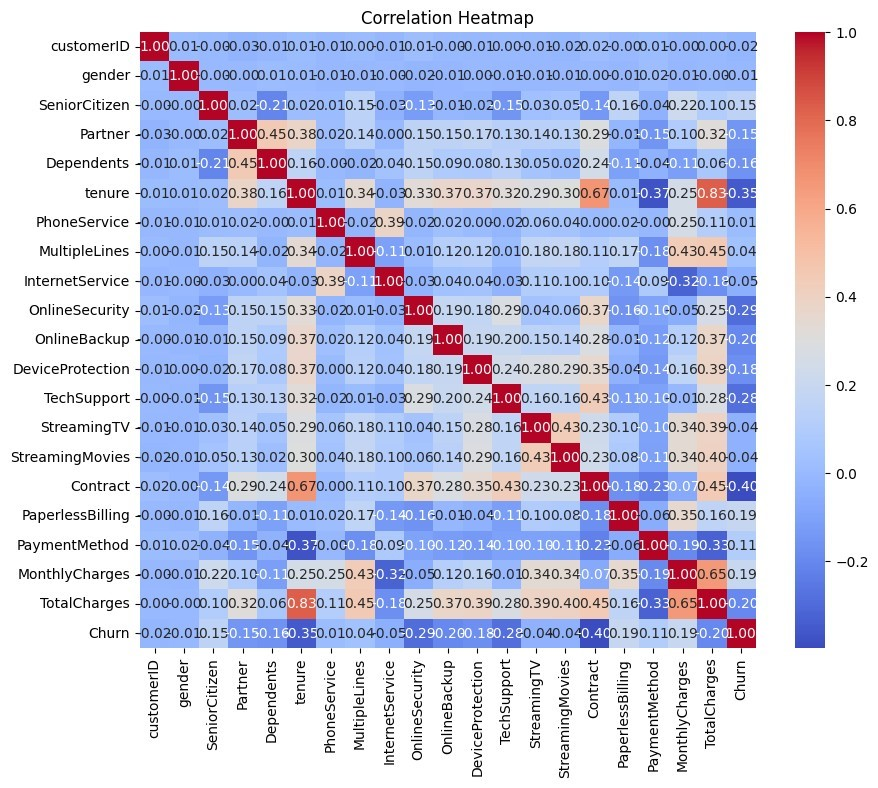 Correlation Heatmap
customerID 1.00 -0.01 -0.00 -0.03 -0.01 0.01 -0.01 0.00 -0.01 0.01 -0.00 -0.01 0.00 -0.01 -0.02 0.02 -0.00 0.01 -0.00 -0.00 -0.02
gender -0.01 1.00 -0.00 -0.00 0.01 0.01 -0.01 -0.01 -0.00 -0.02 -0.01 0.00 -0.01 -0.01 -0.01 0.00 -0.01 0.02 -0.01 -0.00 -0.01
SeniorCitizen -0.00 -0.00 1.00 0.02 -0.21 0.02 0.01 0.15 -0.03 -0.13 -0.01 -0.02 -0.15 0.03 0.05 -0.14 0.16 -0.04 0.22 0.10 0.15
Partner -0.03 -0.00 0.02 1.00 0.45 0.38 0.02 0.14 0.00 0.15 0.15 0.17 0.13 0.14 0.13 0.29 -0.01 -0.15 0.10 0.32 -0.15
Dependents -0.01 0.01 -0.21 0.45 1.00 0.16 -0.00 -0.02 0.04 0.15 0.09 0.08 0.13 0.05 0.02 0.24 -0.11 -0.04 -0.11 0.06 -0.16
tenure 0.01 0.01 0.02 0.38 0.16 1.00 0.01 0.34 -0.03 0.33 0.37 0.37 0.32 0.29 0.30 0.67 0.01 -0.37 0.25 0.83 -0.35
PhoneService -0.01 -0.01 0.01 0.02 -0.00 0.01 1.00 -0.02 0.39 -0.02 0.02 0.00 -0.02 0.06 0.04 0.00 0.02 -0.00 0.25 0.11 0.01
MultipleLines 0.00 -0.01 0.15 0.14 -0.02 0.34 -0.02 1.00 -0.11 0.01 0.12 0.12 0.01 0.18 0.18 0.11 0.17 -0.18 0.43 0.45 0.04
InternetService -0.01 -0.00 -0.03 0.00 0.04 -0.03 0.39 -0.11 1.00 -0.03 0.04 0.04 -0.03 0.11 0.10 0.10 -0.14 0.09 -0.32 -0.18 -0.05
OnlineSecurity 0.01 -0.02 -0.13 0.15 0.15 0.33 -0.02 0.01 -0.03 1.00 0.19 0.18 0.29 0.04 0.06 0.37 -0.16 -0.10 -0.05 0.25 -0.29
OnlineBackup -0.00 -0.01 -0.01 0.15 0.09 0.37 0.02 0.12 0.04 0.19 1.00 0.19 0.20 0.15 0.14 0.28 -0.01 -0.12 0.12 0.37 -0.20
DeviceProtection -0.01 0.00 -0.02 0.17 0.08 0.37 0.00 0.12 0.04 0.18 0.19 1.00 0.24 0.28 0.29 0.35 -0.04 -0.14 0.16 0.39 -0.18
TechSupport 0.00 -0.01 -0.15 0.13 0.13 0.32 -0.02 0.01 -0.03 0.29 0.20 0.24 1.00 0.16 0.16 0.43 -0.11 -0.10 -0.01 0.28 -0.28
StreamingTV -0.01 -0.01 0.03 0.14 0.05 0.29 0.06 0.18 0.11 0.04 0.15 0.28 0.16 1.00 0.43 0.23 0.10 -0.10 0.34 0.39 -0.04
StreamingMovies -0.02 -0.01 0.05 0.13 0.02 0.30 0.04 0.18 0.10 0.06 0.14 0.29 0.16 0.43 1.00 0.23 0.08 -0.11 0.34 0.40 -0.04
Contract 0.02 0.00 -0.14 0.29 0.24 0.67 0.00 0.11 0.10 0.37 0.28 0.35 0.43 0.23 0.23 1.00 -0.18 -0.23 -0.07 0.45 -0.40
PaperlessBilling -0.00 -0.01 0.16 -0.01 -0.11 0.01 0.02 0.17 -0.14 -0.16 -0.01 -0.04 -0.11 0.10 0.08 -0.18 1.00 -0.06 0.35 0.16 0.19
PaymentMethod 0.01 0.02 -0.04 -0.15 -0.04 -0.37 -0.00 -0.18 0.09 -0.10 -0.12 -0.14 -0.10 -0.10 -0.11 -0.23 -0.06 1.00 -0.19 -0.33 0.11
MonthlyCharges -0.00 -0.01 0.22 0.10 -0.11 0.25 0.25 0.43 -0.32 -0.05 0.12 0.16 -0.01 0.34 0.34 -0.07 0.35 -0.19 1.00 0.65 0.19
TotalCharges -0.00 -0.00 0.10 0.32 0.06 0.83 0.11 0.45 -0.18 0.25 0.37 0.39 0.28 0.39 0.40 0.45 0.16 -0.33 0.65 1.00 -0.20
Churn -0.02 -0.01 0.15 -0.15 -0.16 -0.35 0.01 0.04 -0.05 -0.29 -0.20 -0.18 -0.28 -0.04 -0.04 -0.40 0.19 0.11 0.19 -0.20 1.00
customerID gender SeniorCitizen Partner Dependents tenure PhoneService MultipleLines InternetService OnlineSecurity OnlineBackup DeviceProtection TechSupport StreamingTV StreamingMovies Contract PaperlessBilling PaymentMethod MonthlyCharges TotalCharges Churn
1.0
0.8
0.6
0.4
0.2
0.0
−0.2